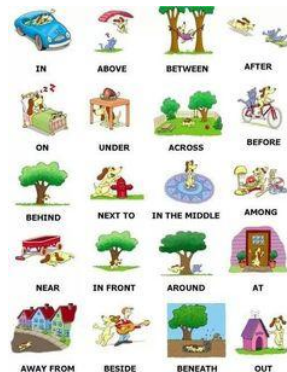 IN ABOVE BETWEEN AFTER
ON UNDER ACROSS BEFORE
BEHIND NEXT TO IN THE MIDDLE AMONG
NEAR IN FRONT AROUND AT
AWAY FROM BESIDE BENEATH OUT